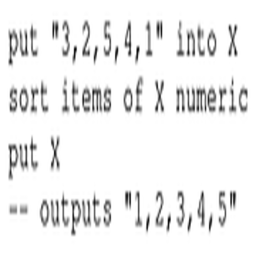 put "3,2,5,4,1" into X
sort items of X numeric
put X
-- outputs "1,2,3,4,5"